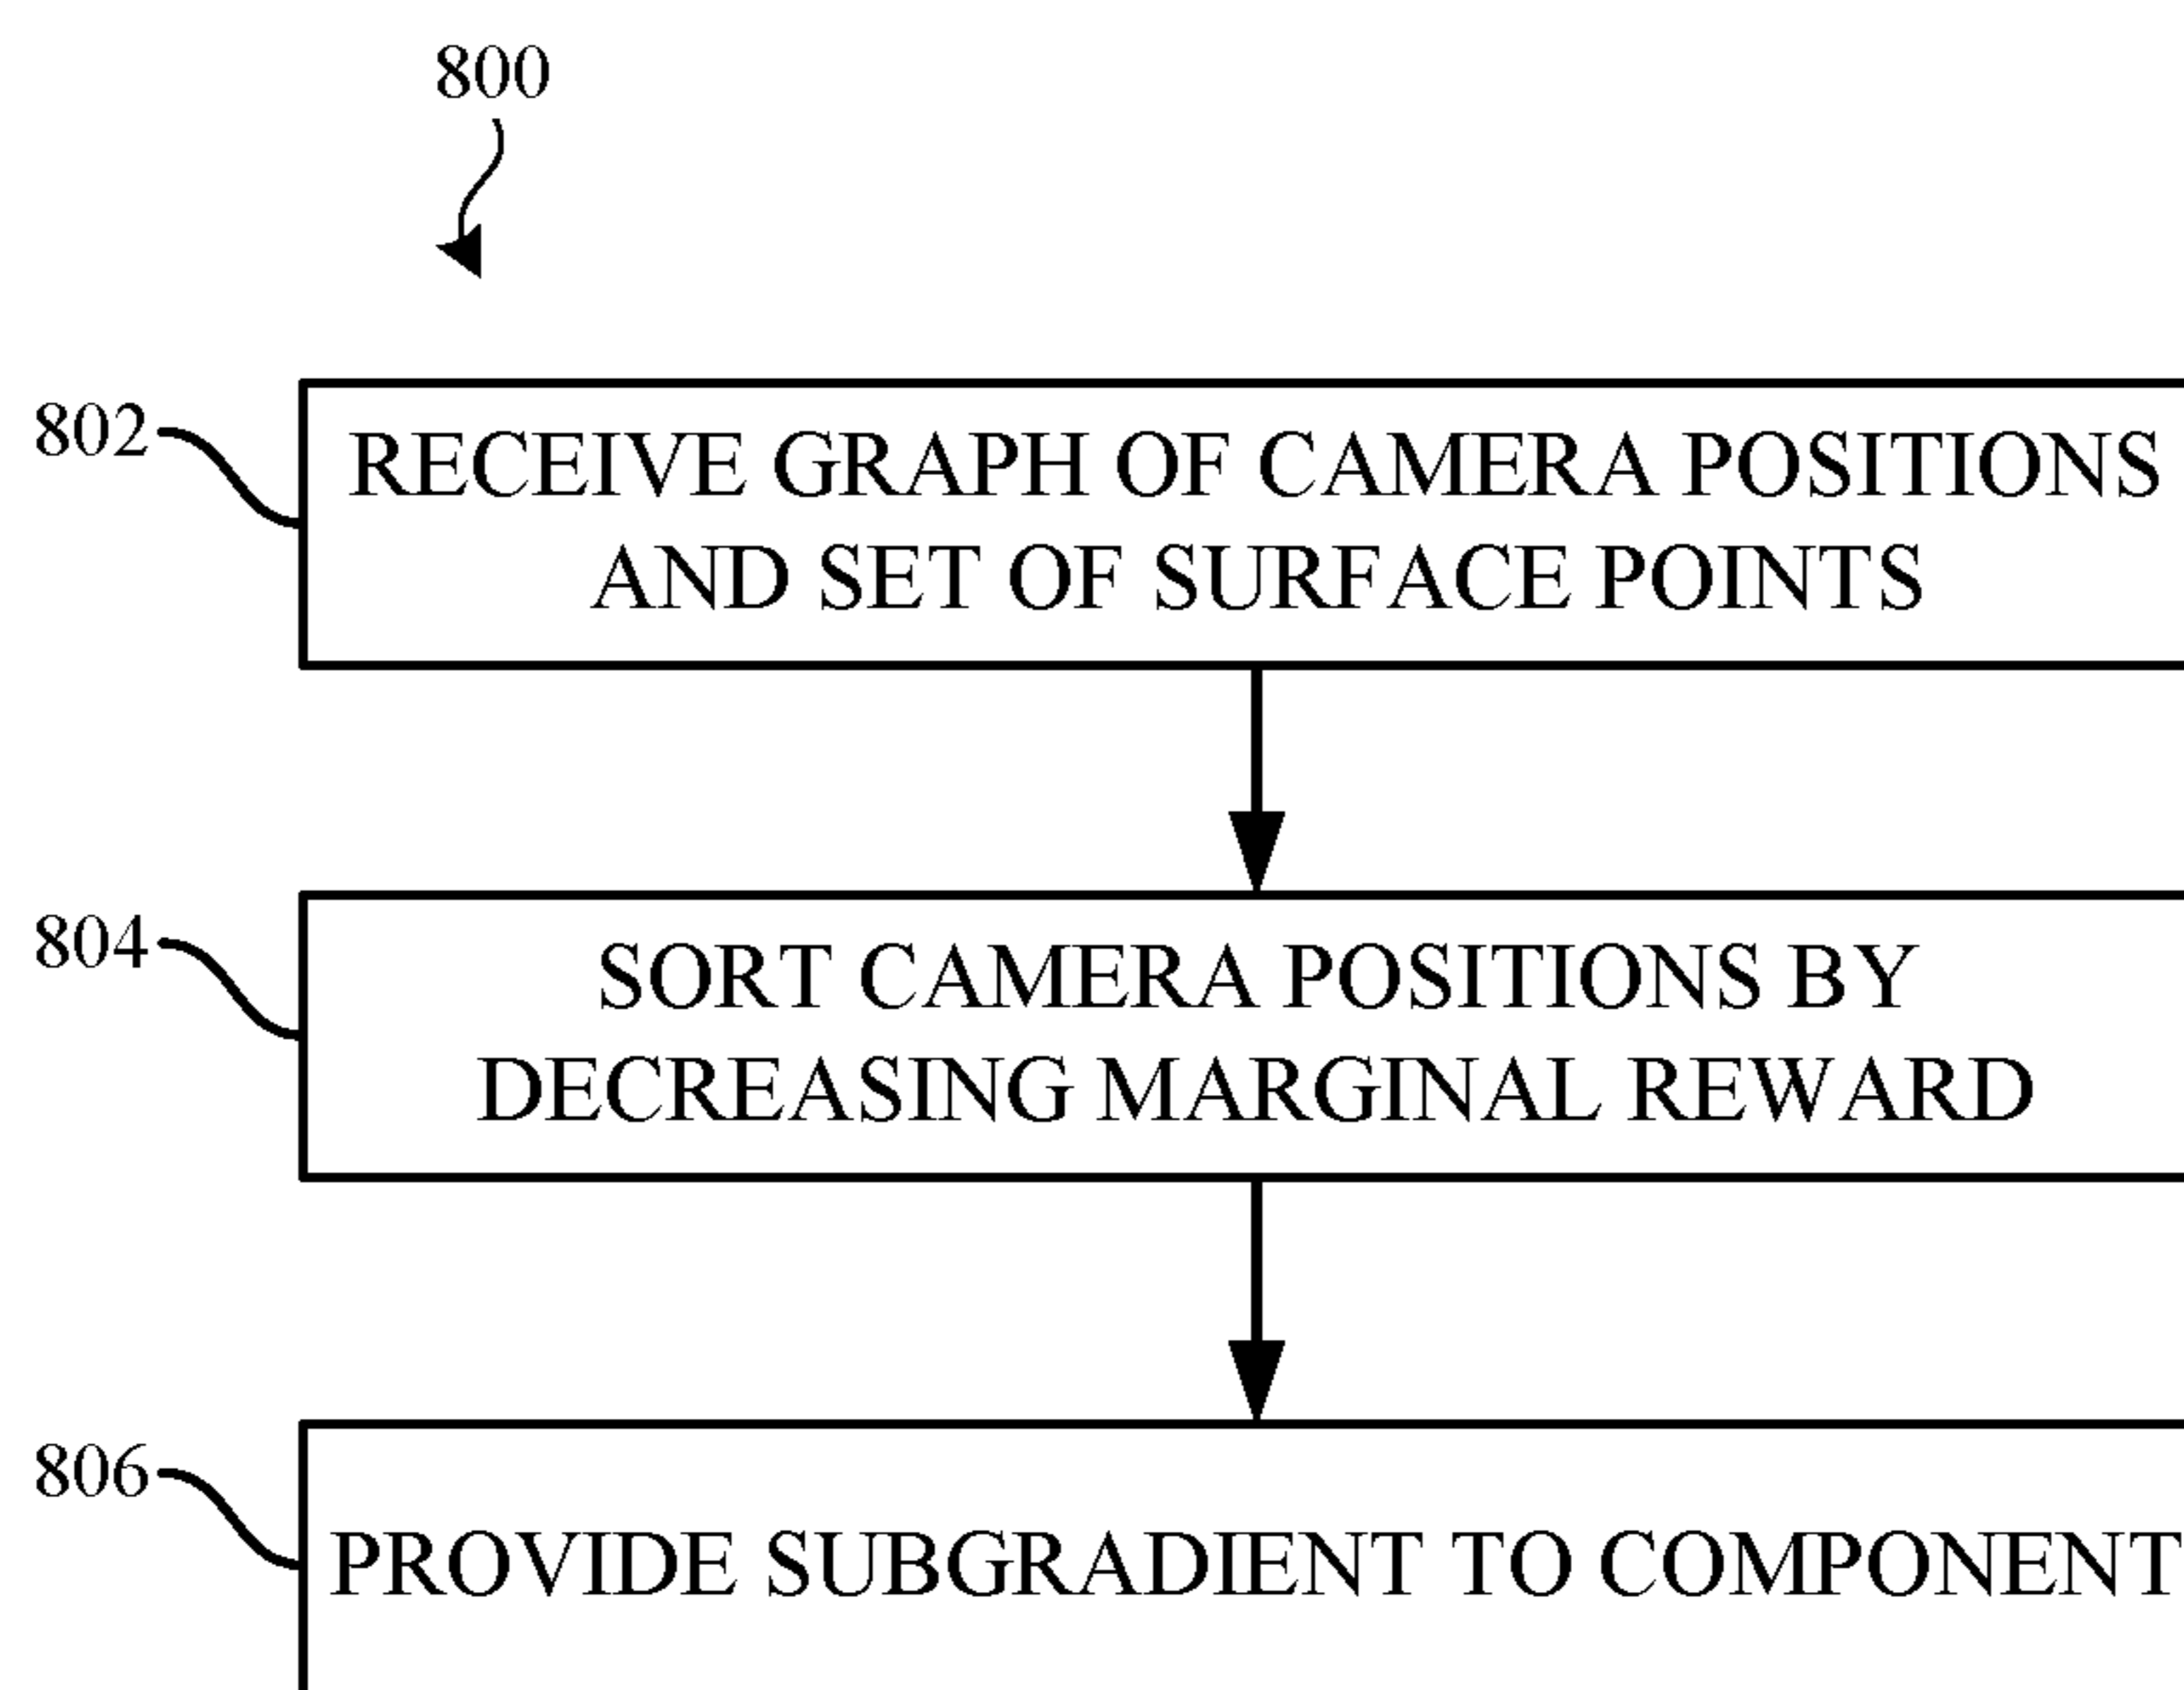 800
802
RECEIVE GRAPH OF CAMERA POSITIONS
AND SET OF SURFACE POINTS
804
SORT CAMERA POSITIONS BY
DECREASING MARGINAL REWARD
806
PROVIDE SUBGRADIENT TO COMPONENT